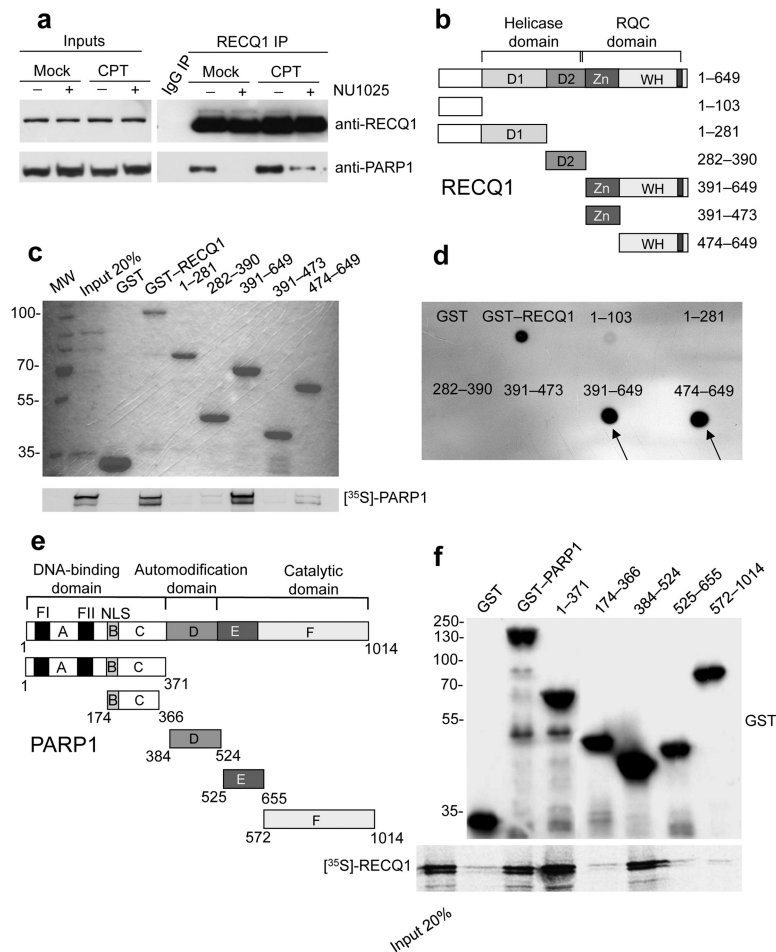 a
Inputs
RECQ1 IP
IgG IP
Mock
CPT
Mock
CPT
– + – +
– + – +
NU1025
anti-RECQ1
anti-PARP1
b
Helicase domain
RQC domain
D1 D2 Zn WH
1–649
1–103
D1
1–281
D2
282–390
Zn WH
391–649
RECQ1
Zn
391–473
WH
474–649
c
MW
Input 20%
GST
GST–RECQ1
1–281
282–390
391–649
391–473
474–649
100-
70-
55-
35-
[35S]-PARP1
d
GST
GST–RECQ1
1–103
1–281
282–390
391–473
391–649
474–649
e
DNA-binding domain
Automodification domain
Catalytic domain
FI FII NLS
A B C D E F
1
1014
A B C
1
371
B C
174
366
PARP1
D
384
524
E
525
655
F
572
1014
f
GST
GST–PARP1
1–371
174–366
384–524
525–655
572–1014
250-
130-
100-
70-
55-
35-
GST
[35S]-RECQ1
Input 20%